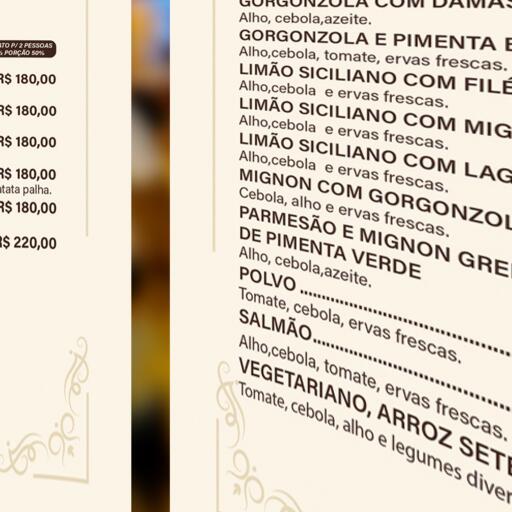 ATO P/ 2 PESSOAS
PORÇÃO 50%
R$ 180,00
R$ 180,00
R$ 180,00
R$ 180,00
atata palha.
R$ 180,00
R$ 220,00
GORGONZOLA COM DAMAS
Alho, cebola,azeite.
GORGONZOLA E PIMENTA
Alho,cebola, tomate, ervas frescas.
LIMÃO SICILIANO COM FILÉ
Alho,cebola e ervas frescas.
LIMÃO SICILIANO COM MIG
Alho,cebola e ervas frescas.
LIMÃO SICILIANO COM LAG
Alho,cebola e ervas frescas.
MIGNON COM GORGONZOL
Cebola, alho e ervas frescas.
PARMESÃO E MIGNON GREL
DE PIMENTA VERDE
Alho, cebola,azeite.
POLVO
Tomate, cebola, ervas frescas.
SALMÃO
Alho,cebola, tomate, ervas frescas.
VEGETARIANO, ARROZ SETE
Tomate, cebola, alho e legumes diver